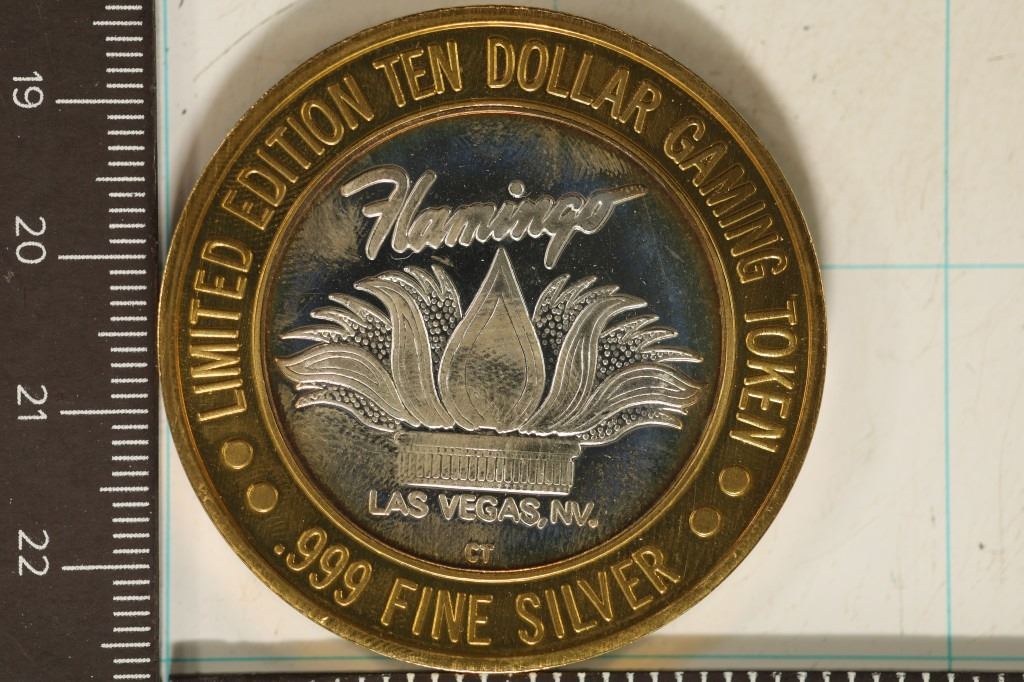 LIMITED EDITION TEN DOLLAR GAMING TOKEN
Flamingo
LAS VEGAS, NV.
CT
.999 FINE SILVER
19
20
21
22